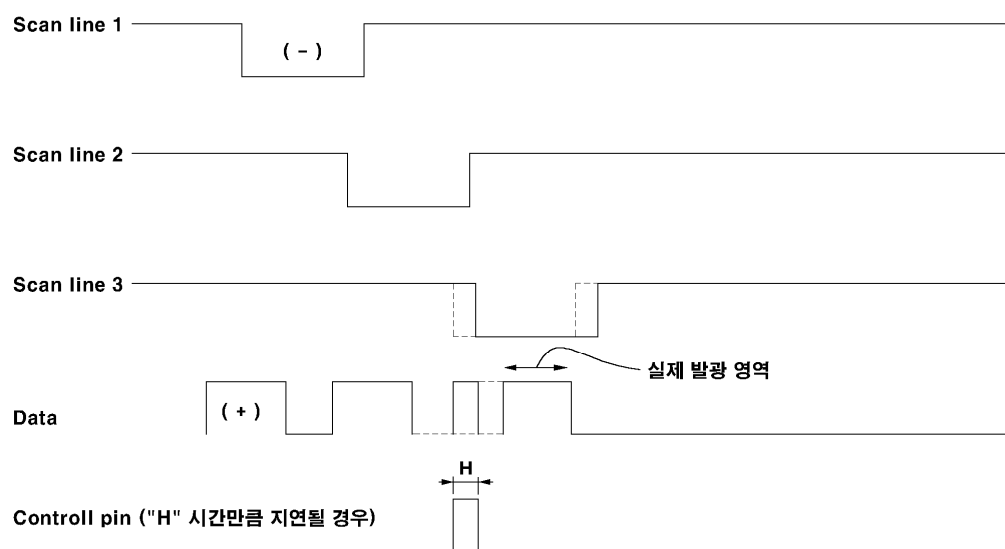 Scan line 1
( – )
Scan line 2
Scan line 3
실제 발광 영역
Data
( + )
H
Controll pin ("H" 시간만큼 지연될 경우)